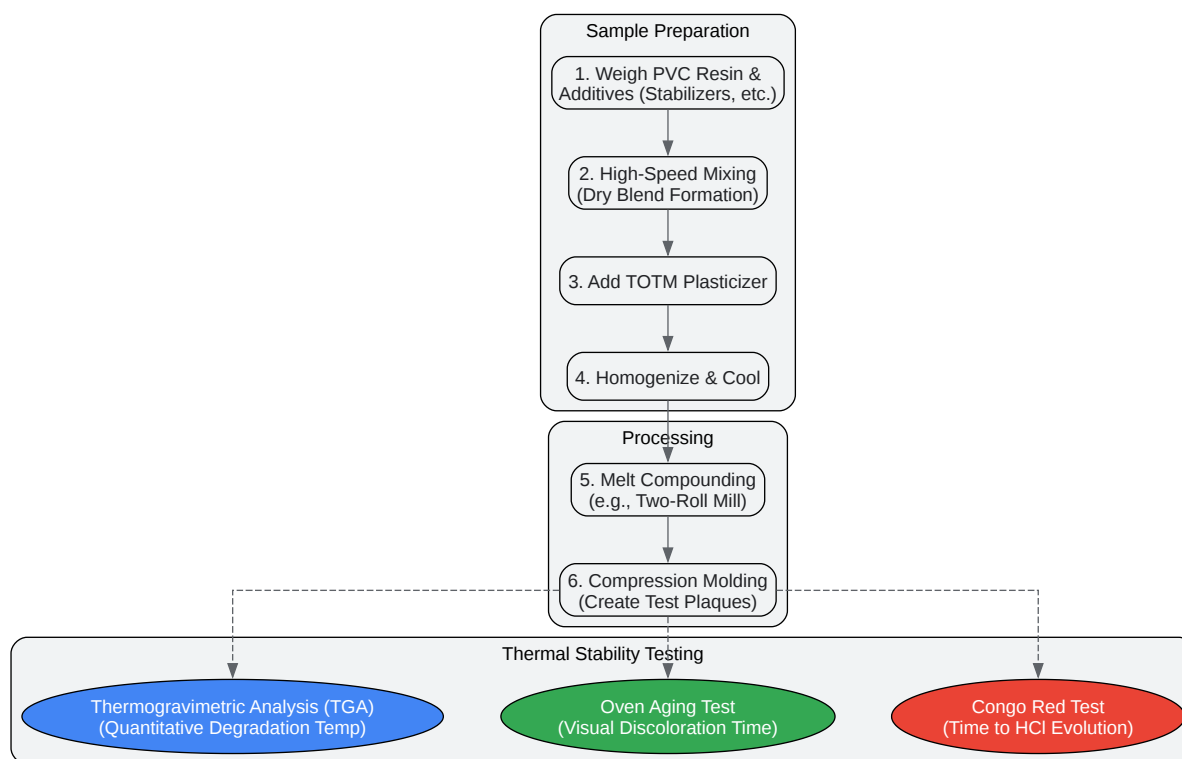 Sample Preparation
1. Weigh PVC Resin &
Additives (Stabilizers, etc.)
2. High-Speed Mixing
(Dry Blend Formation)
3. Add TOTM Plasticizer
4. Homogenize & Cool
Processing
5. Melt Compounding
(e.g., Two-Roll Mill)
6. Compression Molding
(Create Test Plaques)
Thermal Stability Testing
Thermogravimetric Analysis (TGA)
(Quantitative Degradation Temp)
Oven Aging Test
(Visual Discoloration Time)
Congo Red Test
(Time to HCl Evolution)